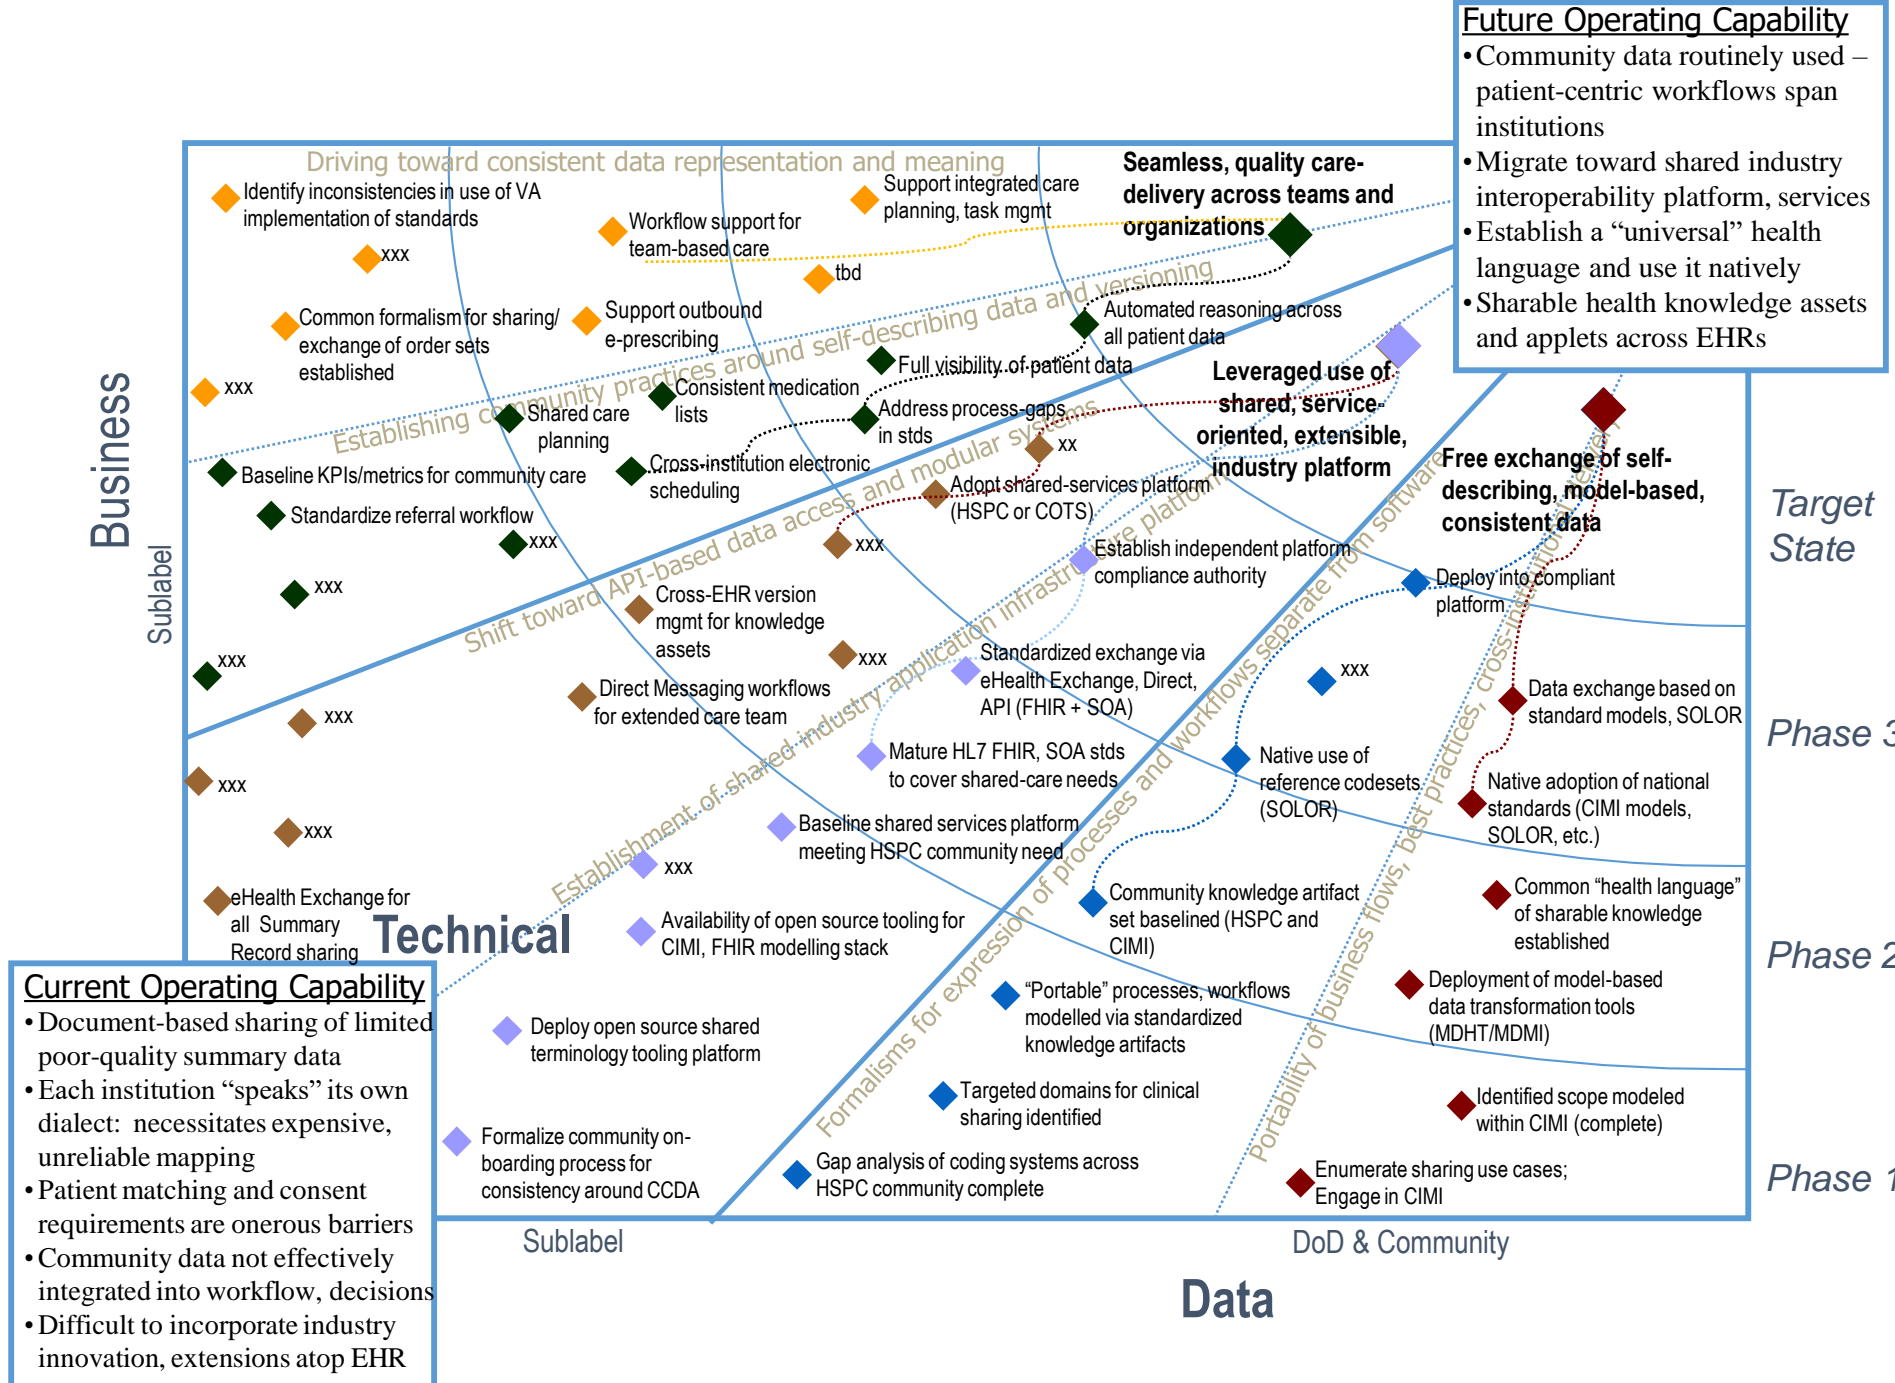 Future Operating Capability
•Community data routinely used –
patient-centric workflows span
institutions
•Migrate toward shared industry
interoperability platform, services
•Establish a “universal” health
language and use it natively
•Sharable health knowledge assets
and applets across EHRs
Driving toward consistent data representation and meaning
Identify inconsistencies in use of VA
implementation of standards
xxx
Workflow support for
team-based care
Support integrated care
planning, task mgmt
Seamless, quality care-
delivery across teams and
organizations
tbd
Common formalism for sharing/
exchange of order sets
established
Support outbound
e-prescribing
xxx
Establishing community practices around self-describing data and versioning
Automated reasoning across
all patient data
Full visibility of patient data
Consistent medication
lists
Address process-gaps
in stds
Shared care
planning
Cross-institution electronic
scheduling
Baseline KPIs/metrics for community care
Standardize referral workflow
xxx
xxx
xxx
Business
Sublabel
Shift toward API-based data access and modular systems
Leveraged use of
shared, service-
oriented, extensible,
industry platform
xx
Adopt shared-services platform
(HSPC or COTS)
xxx
Cross-EHR version
mgmt for knowledge
assets
xxx
Direct Messaging workflows
for extended care team
xxx
xxx
xxx
eHealth Exchange for
all Summary
Record sharing
Technical
Establishment of shared industry application infrastructure platform
Establish independent platform
compliance authority
Standardized exchange via
eHealth Exchange, Direct,
API (FHIR + SOA)
Mature HL7 FHIR, SOA stds
to cover shared-care needs
Baseline shared services platform
meeting HSPC community need
xxx
Availability of open source tooling for
CIMI, FHIR modelling stack
Deploy open source shared
terminology tooling platform
Formalize community on-
boarding process for
consistency around CCDA
Formalisms for expression of processes and workflows separate from software
Free exchange of self-
describing, model-based,
consistent data
Deploy into compliant
platform
xxx
Native use of
reference codesets
(SOLOR)
Community knowledge artifact
set baselined (HSPC and
CIMI)
“Portable” processes, workflows
modelled via standardized
knowledge artifacts
Targeted domains for clinical
sharing identified
Gap analysis of coding systems across
HSPC community complete
Portability of business flows, best practices, cross-institutional delivery
Data exchange based on
standard models, SOLOR
Native adoption of national
standards (CIMI models,
SOLOR, etc.)
Common “health language”
of sharable knowledge
established
Deployment of model-based
data transformation tools
(MDHT/MDMI)
Identified scope modeled
within CIMI (complete)
Enumerate sharing use cases;
Engage in CIMI
Target
State
Phase 3
Phase 2
Phase 1
Current Operating Capability
•Document-based sharing of limited
poor-quality summary data
•Each institution “speaks” its own
dialect: necessitates expensive,
unreliable mapping
•Patient matching and consent
requirements are onerous barriers
•Community data not effectively
integrated into workflow, decisions
•Difficult to incorporate industry
innovation, extensions atop EHR
Sublabel
DoD & Community
Data